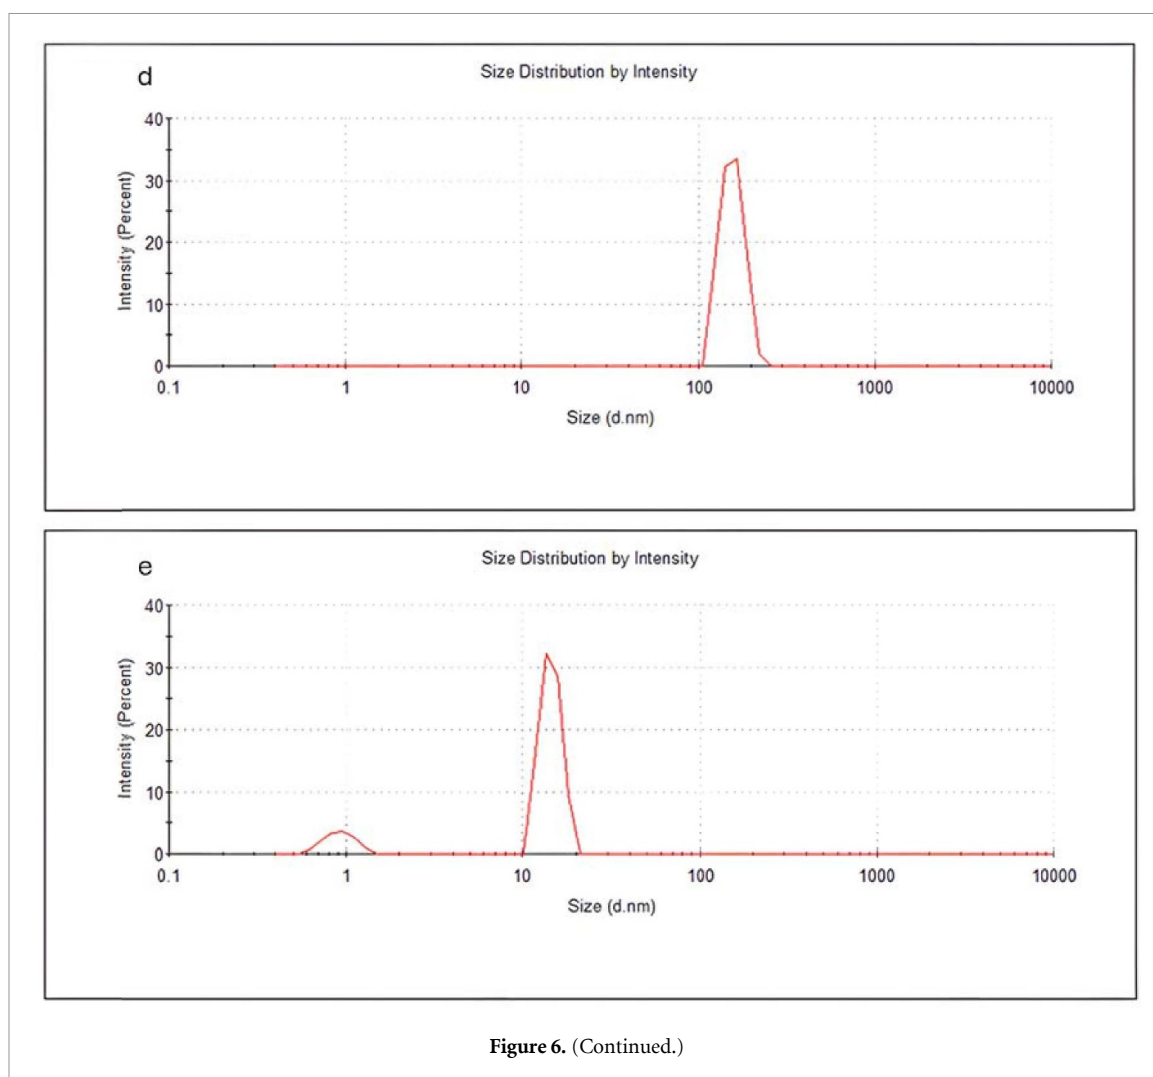 d
Size Distribution by Intensity
40
30
20
10
0
Intensity (Percent)
0.1 1 10 100 1000 10000
Size (d.nm)
e
Size Distribution by Intensity
40
30
20
10
0
Intensity (Percent)
0.1 1 10 100 1000 10000
Size (d.nm)
Figure 6. (Continued.)